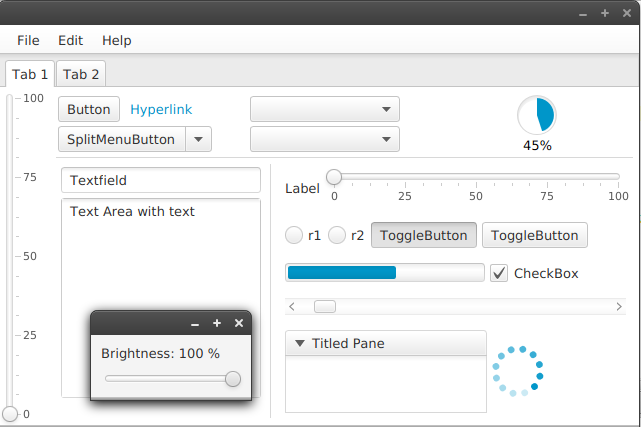 File Edit Help
Tab 1 Tab 2
100
75
50
25
0
Button Hyperlink
SplitMenuButton
45%
Textfield
Text Area with text
Label
0 25 50 75 100
r1 r2 ToggleButton ToggleButton
CheckBox
Titled Pane
Brightness: 100 %